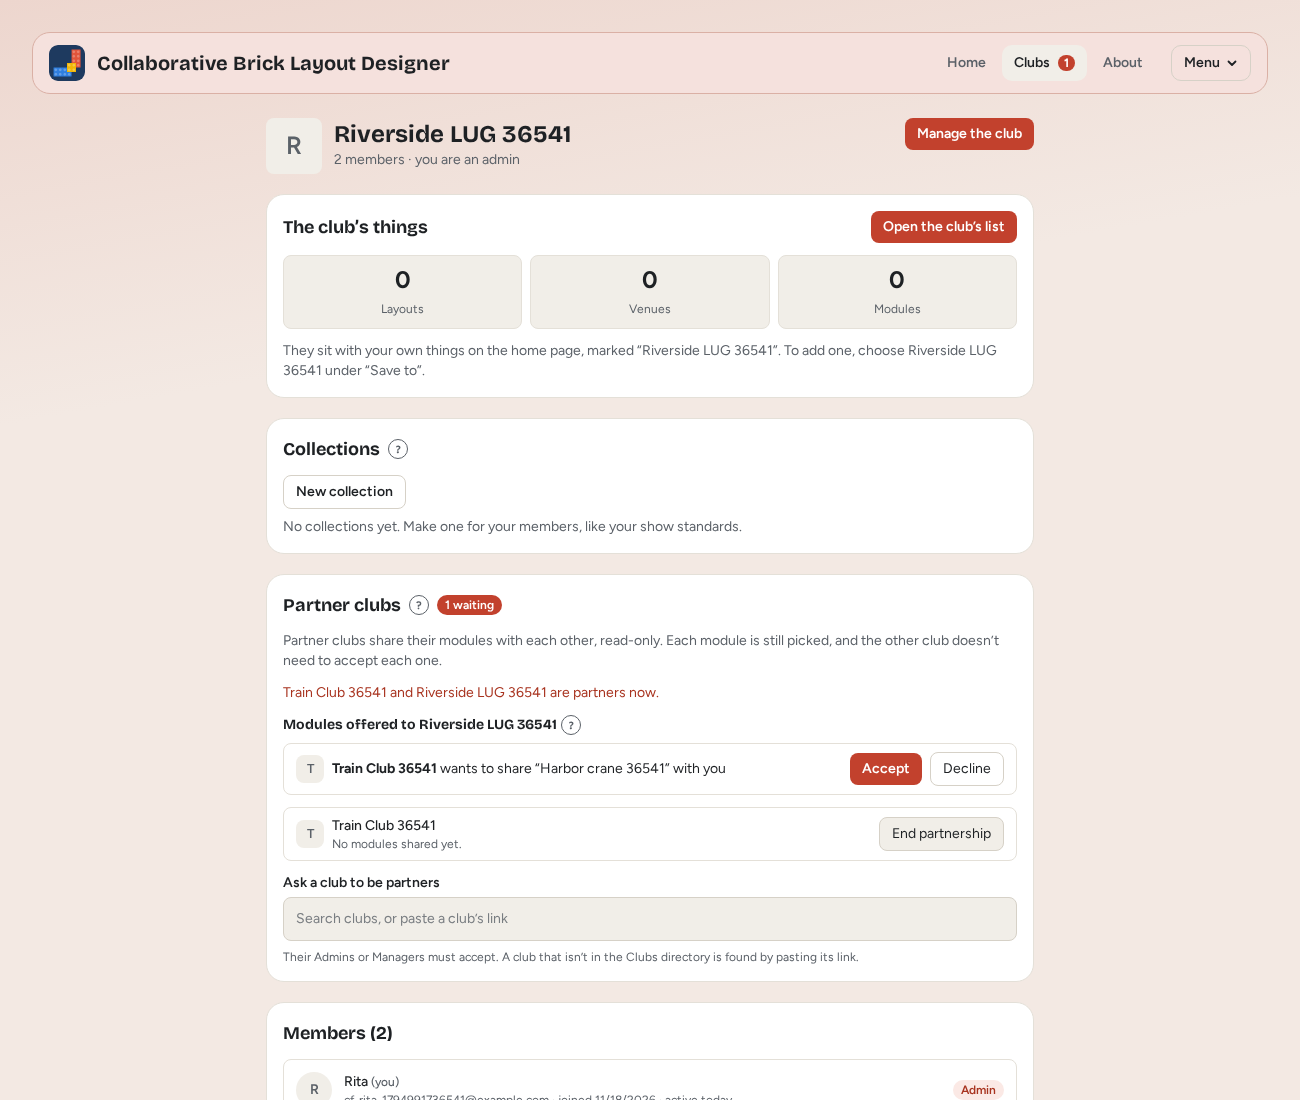 Collaborative Brick Layout Designer
Home
Clubs 1
About
Menu
R
Riverside LUG 36541
2 members · you are an admin
Manage the club
The club’s things
Open the club’s list
0
Layouts
0
Venues
0
Modules
They sit with your own things on the home page, marked “Riverside LUG 36541”. To add one, choose Riverside LUG
36541 under “Save to”.
Collections ?
New collection
No collections yet. Make one for your members, like your show standards.
Partner clubs ? 1 waiting
Partner clubs share their modules with each other, read-only. Each module is still picked, and the other club doesn’t
need to accept each one.
Train Club 36541 and Riverside LUG 36541 are partners now.
Modules offered to Riverside LUG 36541 ?
T
Train Club 36541 wants to share “Harbor crane 36541” with you
Accept
Decline
T
Train Club 36541
No modules shared yet.
End partnership
Ask a club to be partners
Search clubs, or paste a club’s link
Their Admins or Managers must accept. A club that isn’t in the Clubs directory is found by pasting its link.
Members (2)
R
Rita (you)
Admin